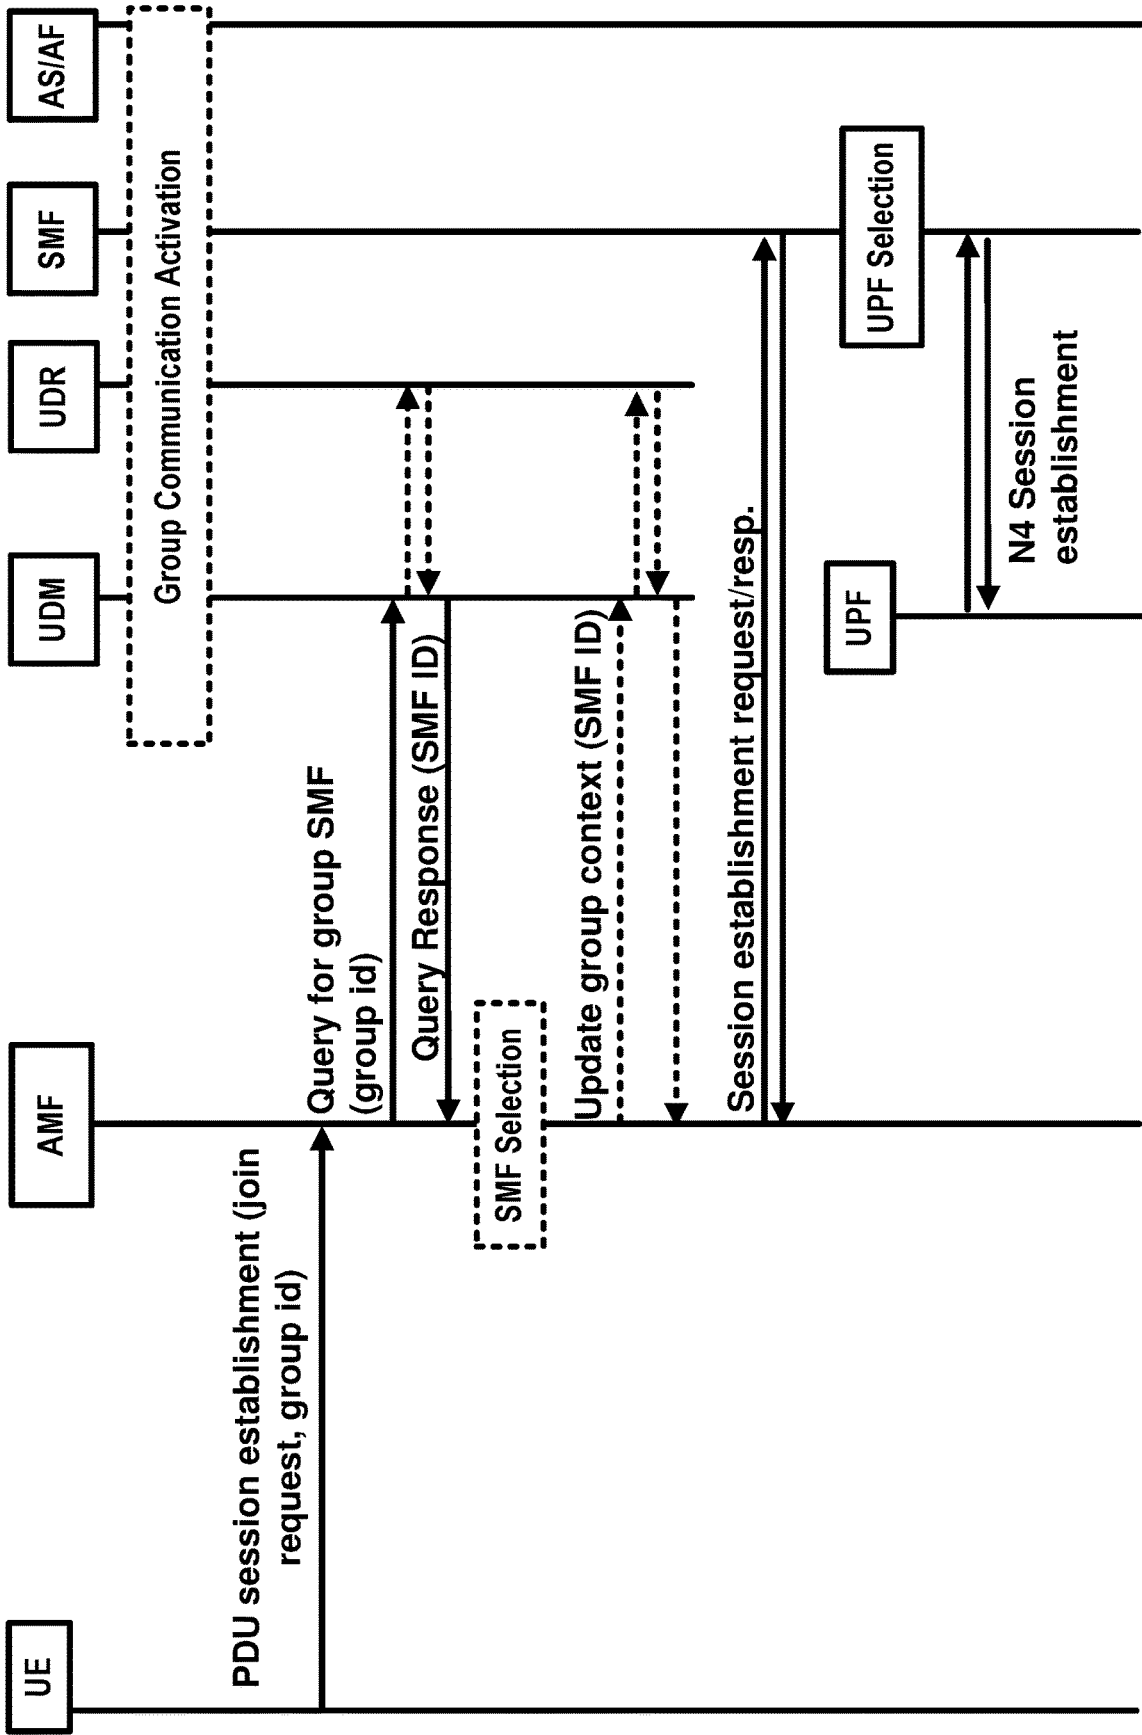 UE
AMF
UDM
UDR
SMF
AS/AF
Group Communication Activation
PDU session establishment (join
request, group id)
Query for group SMF
(group id)
Query Response (SMF ID)
SMF Selection
Update group context (SMF ID)
Session establishment request/resp.
UPF
UPF Selection
N4 Session
establishment